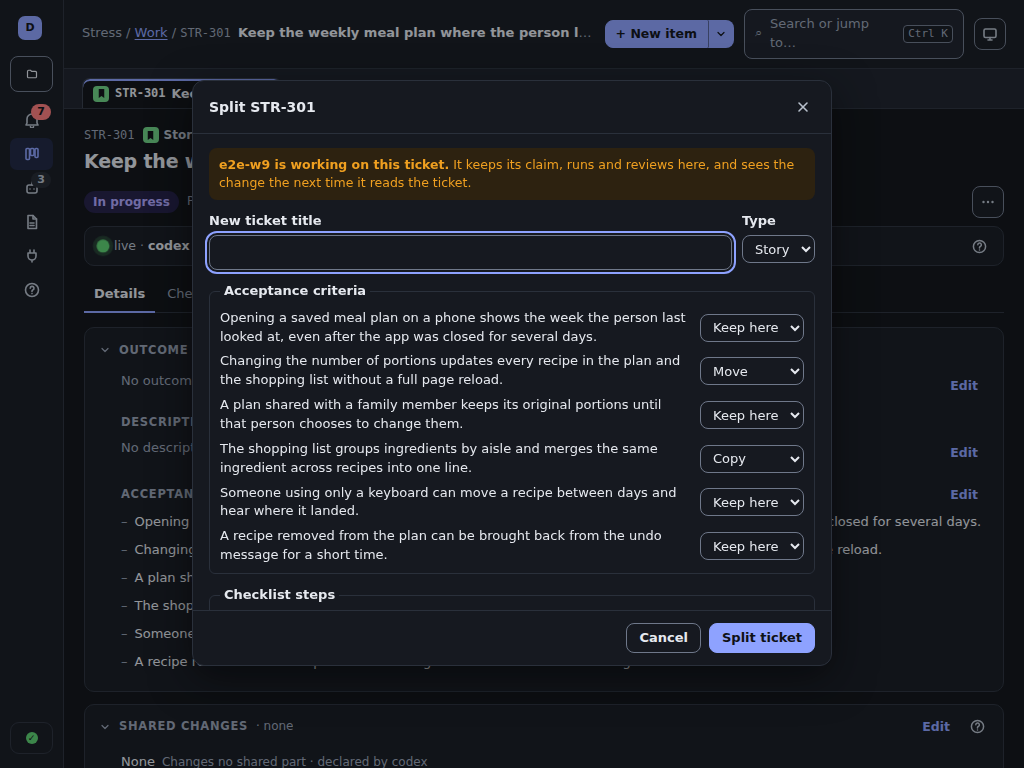 D
Stress / Work / STR-301 Keep the weekly meal plan where the person l...
+ New item
Search or jump to...
Ctrl K
7
3
STR-301 Kee
STR-301 Stor
Keep the w
In progress
live · codex
Details Che
OUTCOME
No outcom
Edit
DESCRIPT
No descript
Edit
ACCEPTAN
Edit
– Opening
closed for several days.
– Changing
reload.
– A plan sh
– The shop
– Someone
– A recipe
SHARED CHANGES · none
Edit
None Changes no shared part · declared by codex
Split STR-301
e2e-w9 is working on this ticket. It keeps its claim, runs and reviews here, and sees the
change the next time it reads the ticket.
New ticket title
Type
Story
Acceptance criteria
Opening a saved meal plan on a phone shows the week the person last
looked at, even after the app was closed for several days.
Keep here
Changing the number of portions updates every recipe in the plan and
the shopping list without a full page reload.
Move
A plan shared with a family member keeps its original portions until
that person chooses to change them.
Keep here
The shopping list groups ingredients by aisle and merges the same
ingredient across recipes into one line.
Copy
Someone using only a keyboard can move a recipe between days and
hear where it landed.
Keep here
A recipe removed from the plan can be brought back from the undo
message for a short time.
Keep here
Checklist steps
Cancel
Split ticket